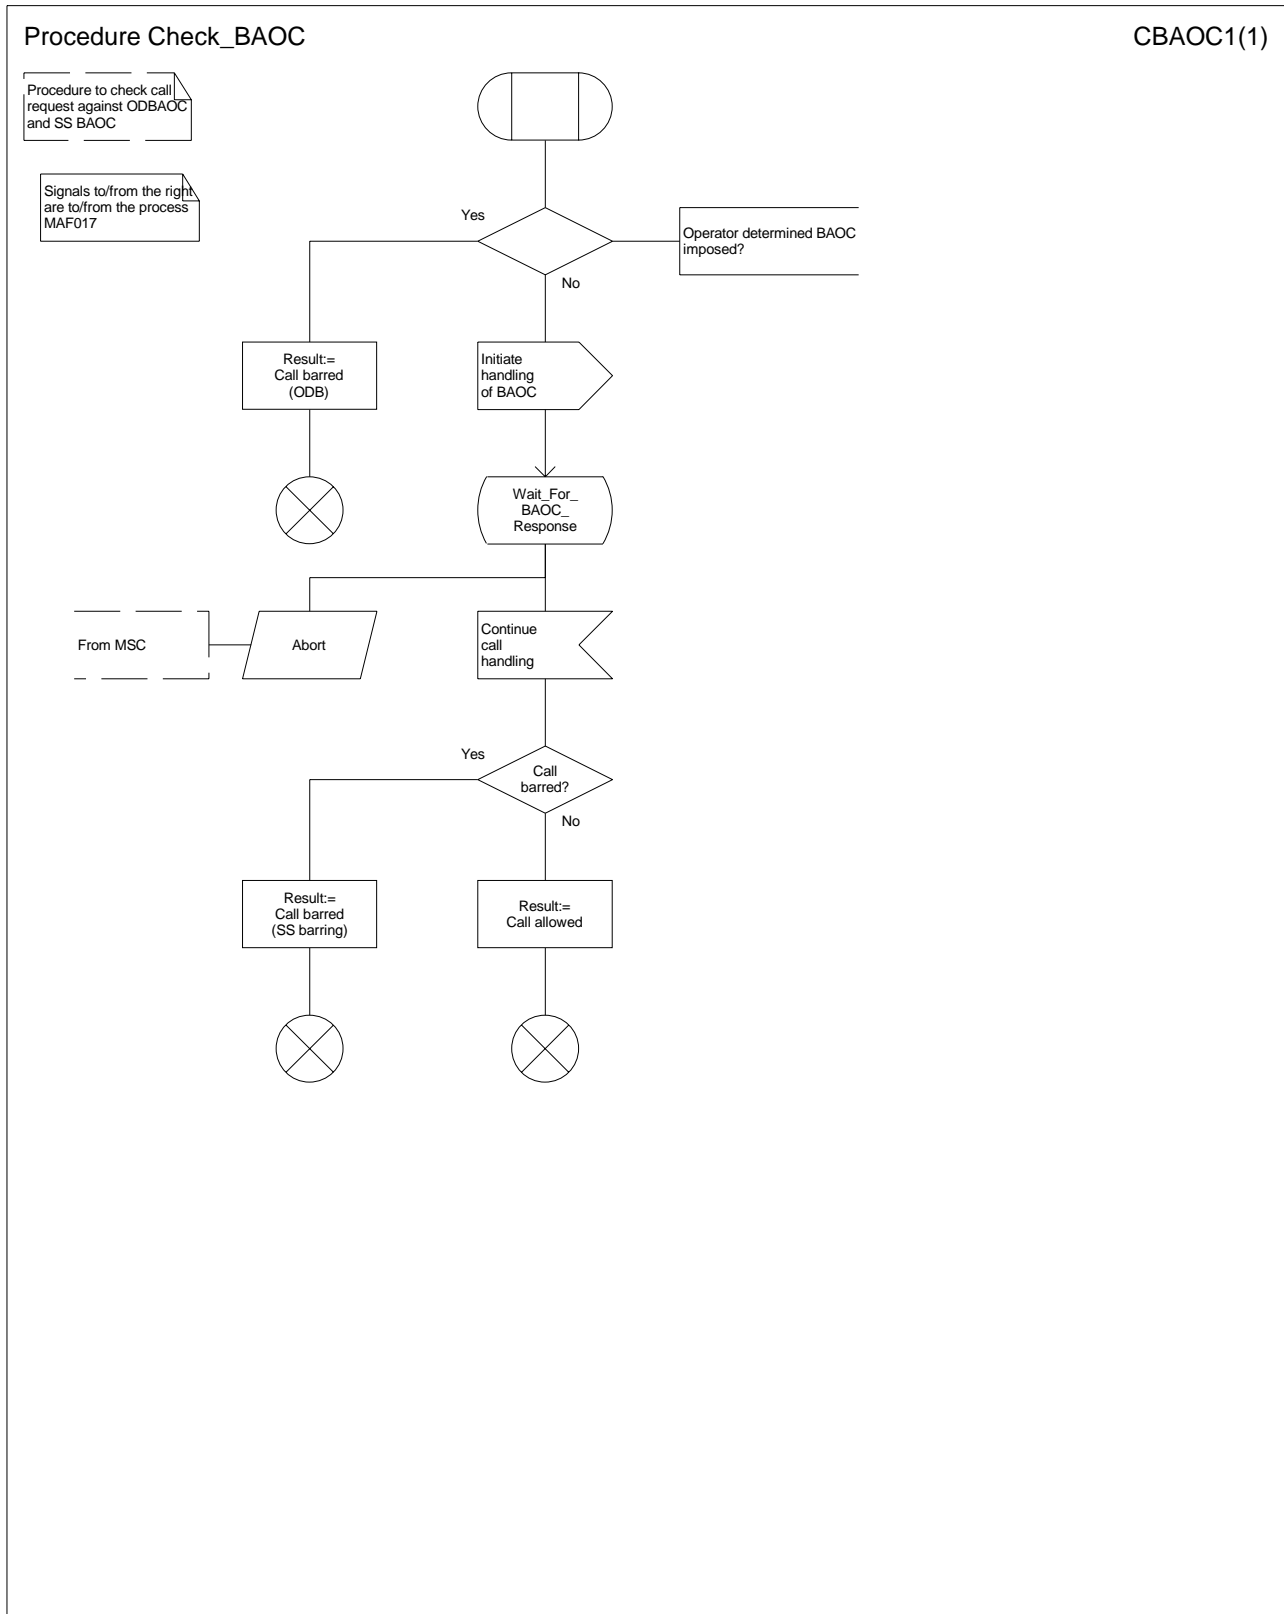 Procedure Check_BAOC
CBAOC1(1)
Procedure to check call
request against ODBAOC
and SS BAOC
Signals to/from the right
are to/from the process
MAF017
Yes
Operator determined BAOC
imposed?
No
Result:=
Call barred
(ODB)
Initiate
handling
of BAOC
Wait_For_
BAOC_
Response
From MSC
Abort
Continue
call
handling
Yes
Call
barred?
No
Result:=
Call barred
(SS barring)
Result:=
Call allowed